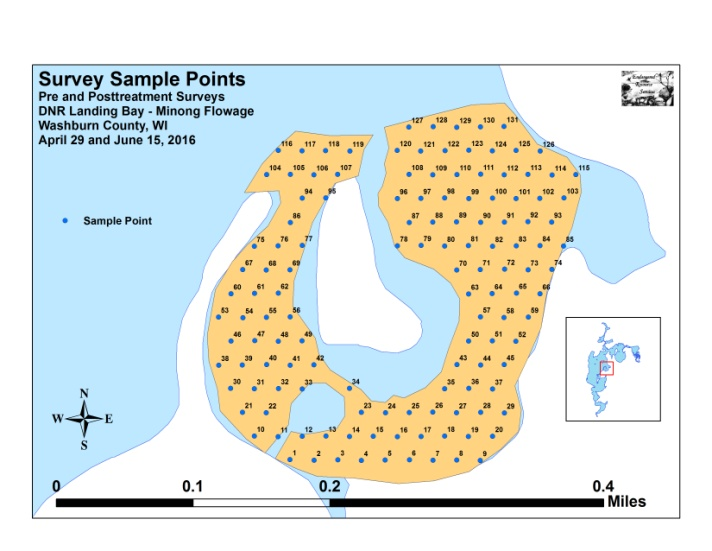 Survey Sample Points
Pre and Posttreatment Surveys
DNR Landing Bay - Minong Flowage
Washburn County, WI
April 29 and June 15, 2016
Endangered
Resource
Services
Sample Point
127 128 129 130 131
116 117 118 119 120 121 122 123 124 125 126
104 105 106 107 108 109 110 111 112 113 114 115
94 95 96 97 98 99 100 101 102 103
86 87 88 89 90 91 92 93
75 76 77 78 79 80 81 82 83 84 85
67 68 69 70 71 72 73 74
60 61 62 63 64 65 66
53 54 55 56 57 58 59
46 47 48 49 50 51 52
38 39 40 41 42 43 44 45
30 31 32 33 34 35 36 37
21 22 23 24 25 26 27 28 29
10 11 12 13 14 15 16 17 18 19 20
1 2 3 4 5 6 7 8 9
N
W E
S
0 0.1 0.2 0.4
Miles